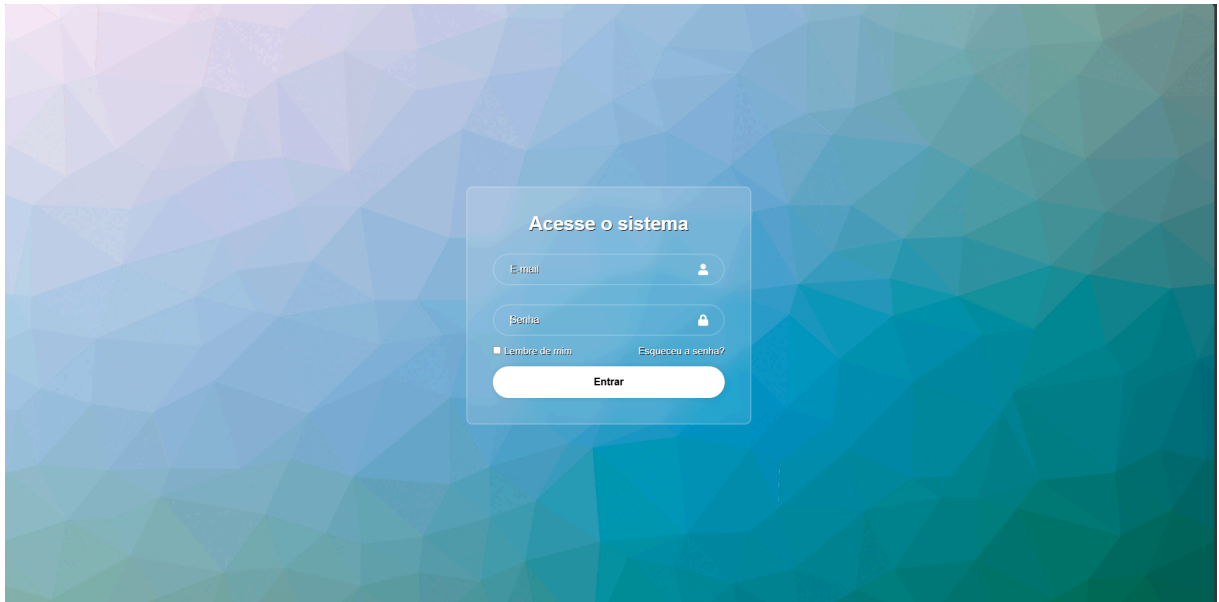 Acesse o sistema
E-mail
Senha
Lembre de mim Esqueceu a senha?
Entrar